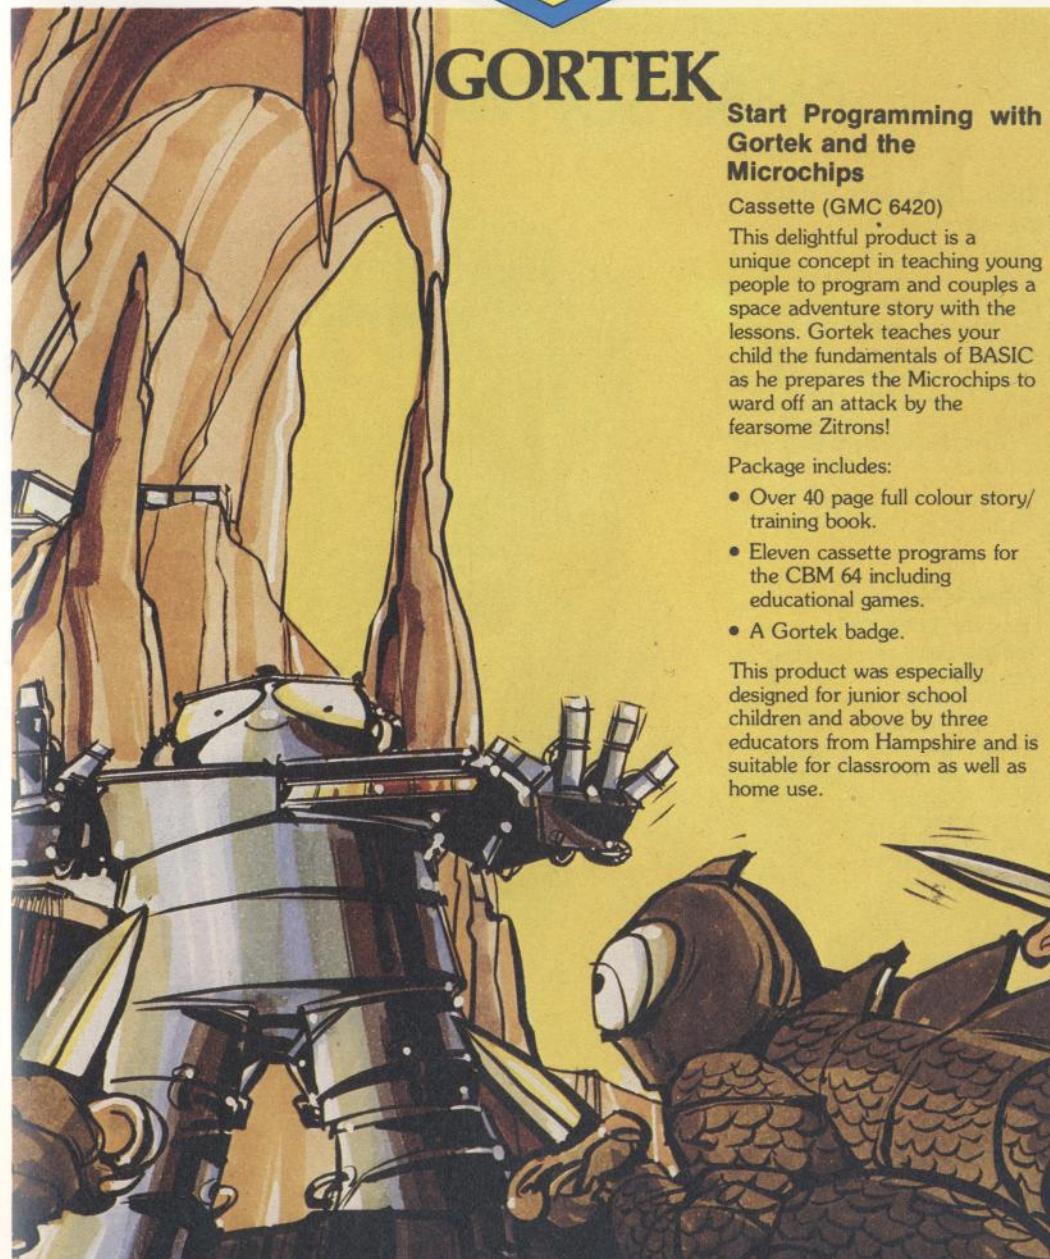 GORTEK
Start Programming with
Gortek and the
Microchips
Cassette (GMC 6420)
This delightful product is a
unique concept in teaching young
people to program and couples a
space adventure story with the
lessons. Gortek teaches your
child the fundamentals of BASIC
as he prepares the Microchips to
ward off an attack by the
fearsome Zitrons!
Package includes:
• Over 40 page full colour story/
training book.
• Eleven cassette programs for
the CBM 64 including
educational games.
• A Gortek badge.
This product was especially
designed for junior school
children and above by three
educators from Hampshire and is
suitable for classroom as well as
home use.